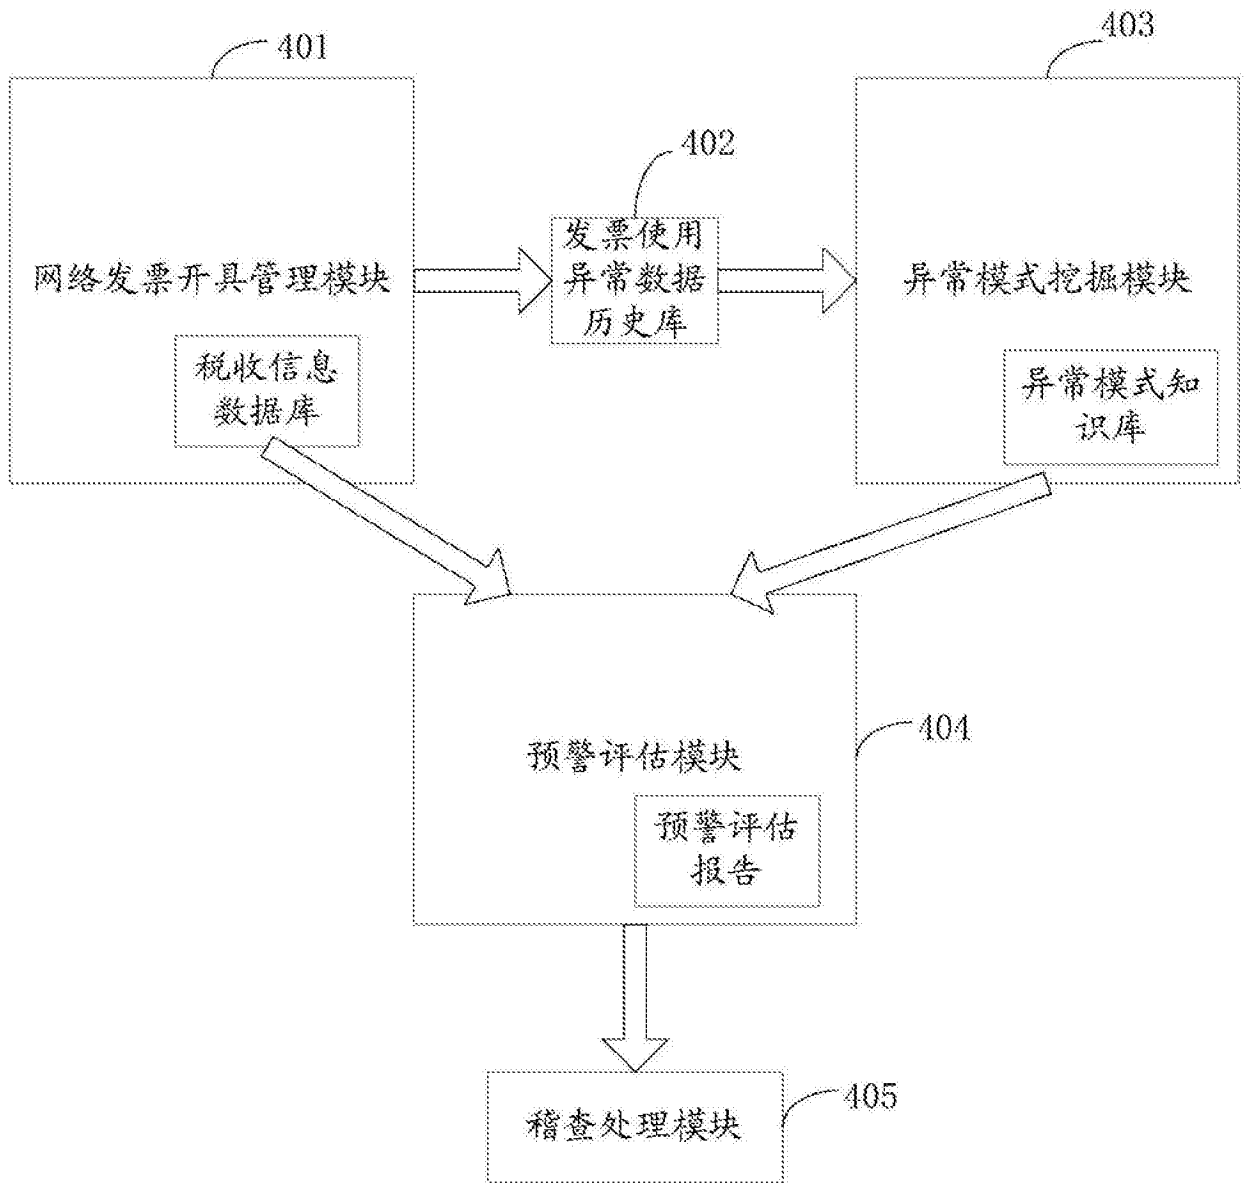 401
403
402
网络发票开具管理模块
发票使用
异常数据
历史库
异常模式挖掘模块
税收信息
数据库
异常模式知
识库
404
预警评估模块
预警评估
报告
405
稽查处理模块